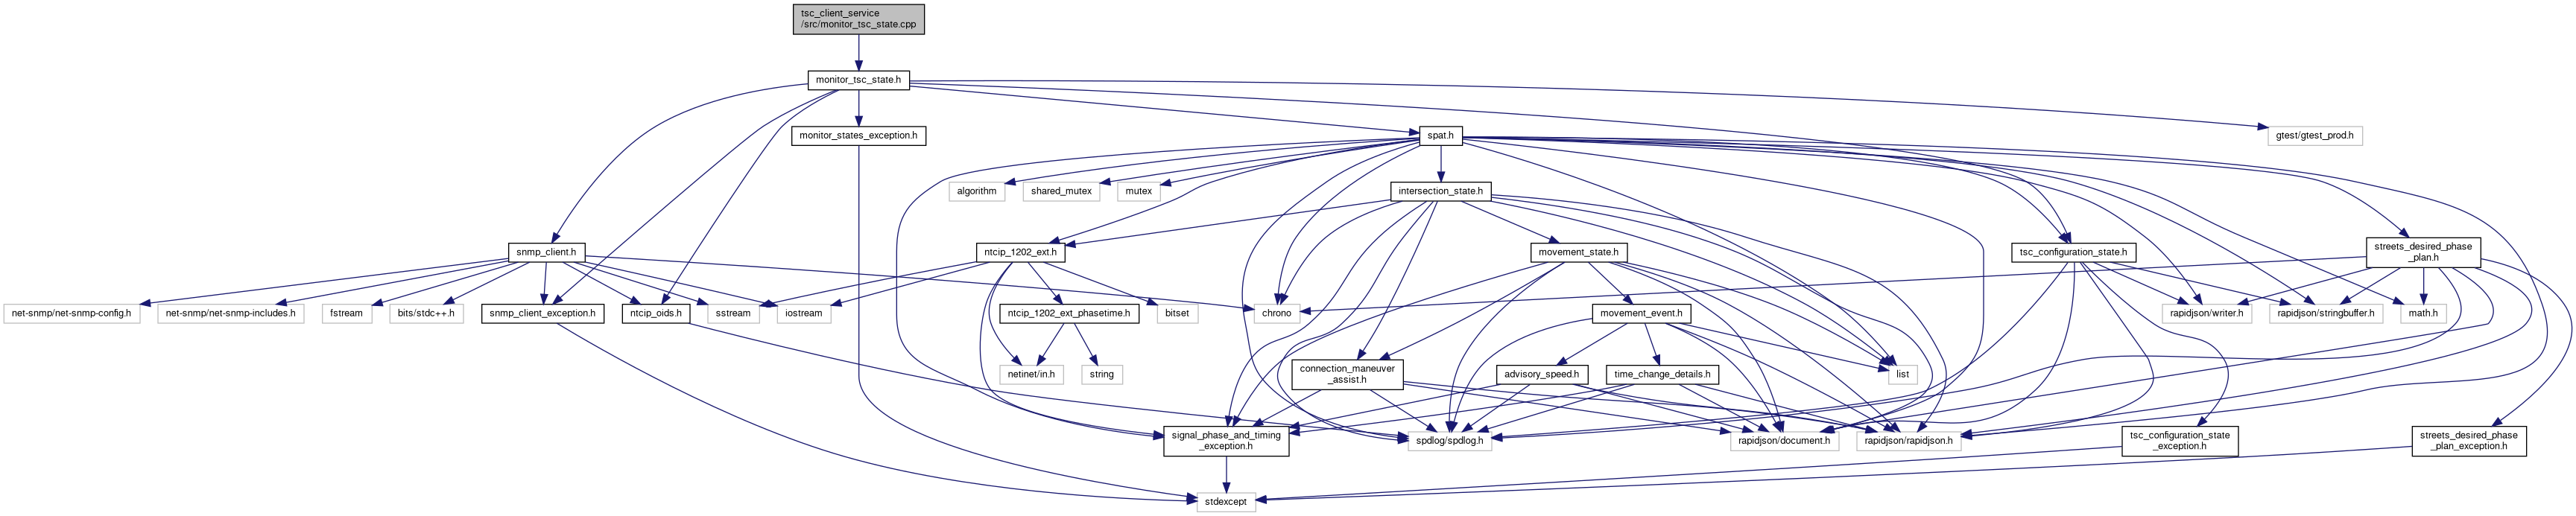 tsc_client_service
/src/monitor_tsc_state.cpp
monitor_tsc_state.h
monitor_states_exception.h
spat.h
gtest/gtest_prod.h
algorithm
shared_mutex
mutex
intersection_state.h
snmp_client.h
ntcip_1202_ext.h
movement_state.h
tsc_configuration_state.h
streets_desired_phase
_plan.h
net-snmp/net-snmp-config.h
net-snmp/net-snmp-includes.h
fstream
bits/stdc++.h
snmp_client_exception.h
ntcip_oids.h
sstream
iostream
ntcip_1202_ext_phasetime.h
bitset
chrono
movement_event.h
rapidjson/writer.h
rapidjson/stringbuffer.h
math.h
netinet/in.h
string
connection_maneuver
_assist.h
advisory_speed.h
time_change_details.h
list
signal_phase_and_timing
_exception.h
spdlog/spdlog.h
rapidjson/document.h
rapidjson/rapidjson.h
tsc_configuration_state
_exception.h
streets_desired_phase
_plan_exception.h
stdexcept